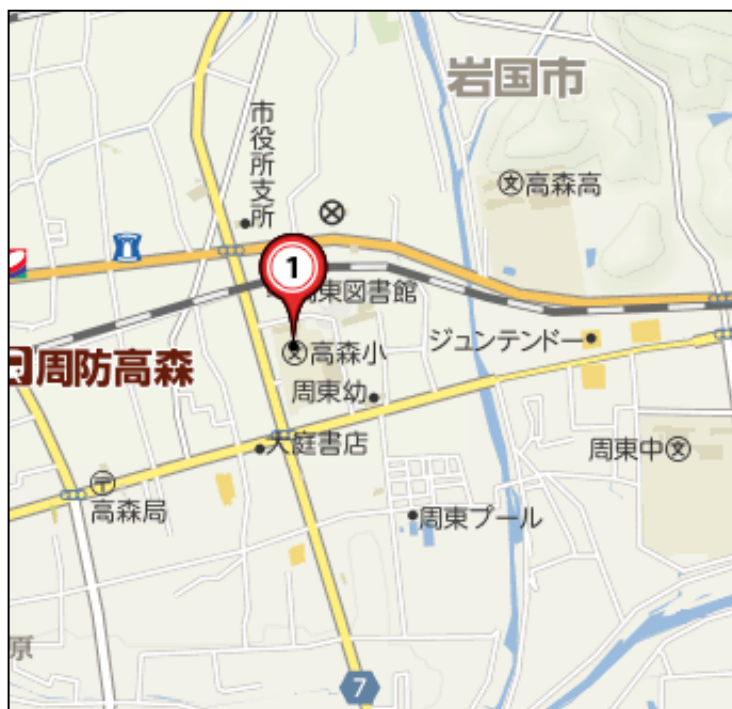 岩国市
市役所支所
高森高
1
周東図書館
ジュンテンドー
高森小
周防高森
周東幼
大庭書店
周東中
高森局
周東プール
原
7